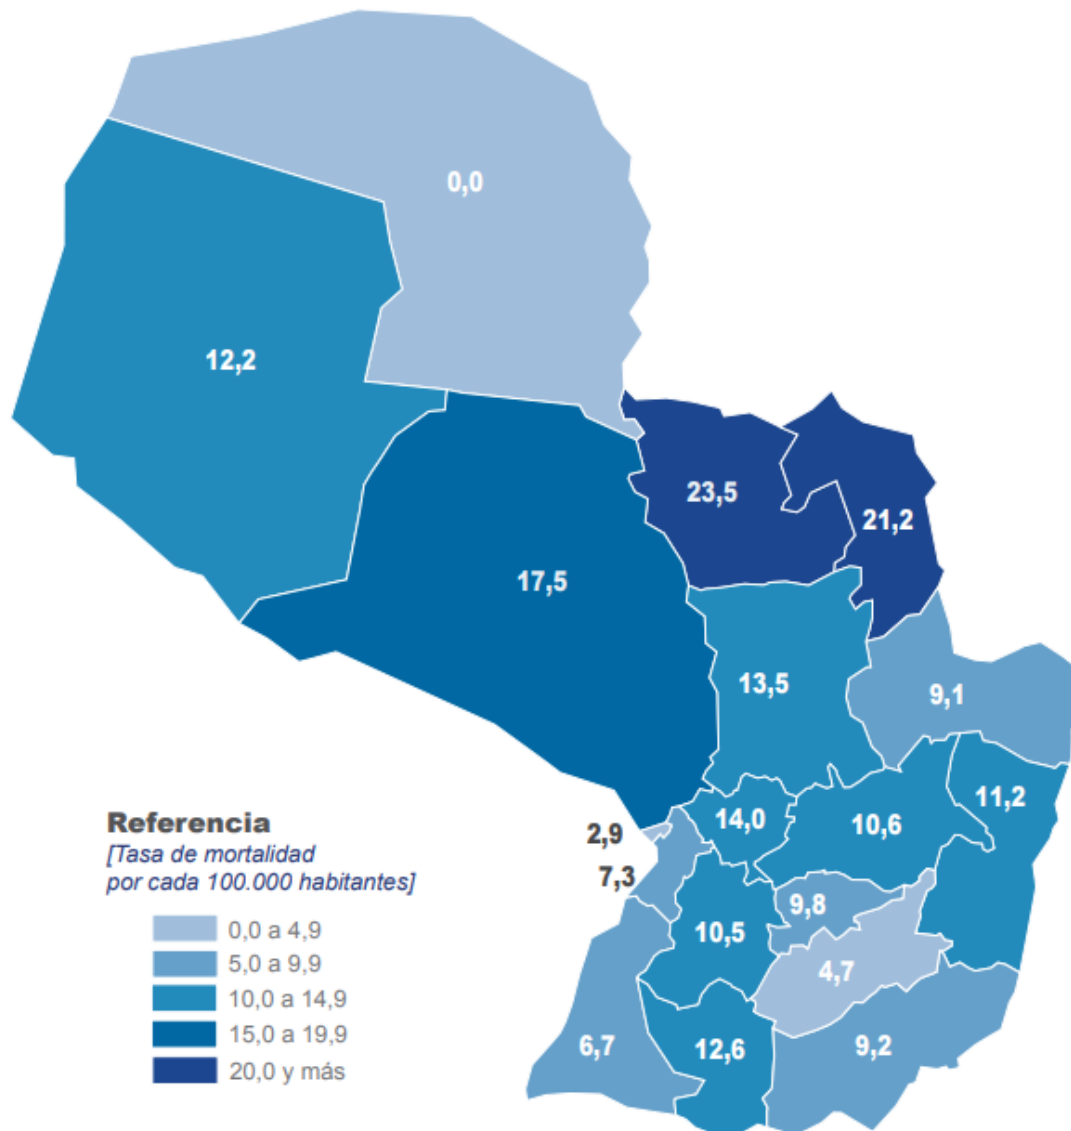 0,0
12,2
23,5
21,2
17,5
13,5
9,1
11,2
14,0
10,6
2,9
7,3
9,8
10,5
4,7
6,7
12,6
9,2
Referencia
[Tasa de mortalidad
por cada 100.000 habitantes]
0,0 a 4,9
5,0 a 9,9
10,0 a 14,9
15,0 a 19,9
20,0 y más